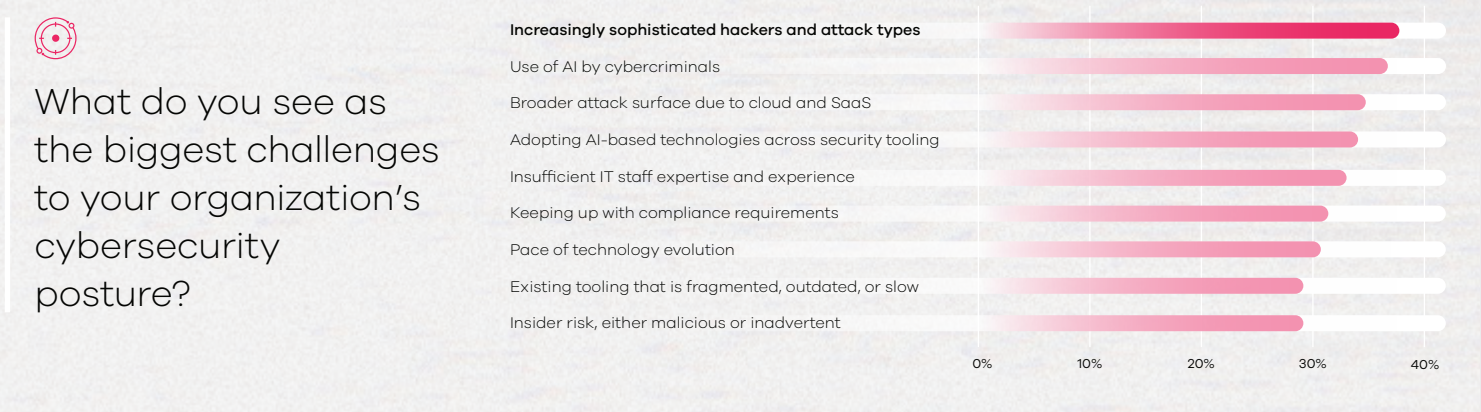 What do you see as
the biggest challenges
to your organization’s
cybersecurity
posture?
Increasingly sophisticated hackers and attack types
Use of AI by cybercriminals
Broader attack surface due to cloud and SaaS
Adopting AI-based technologies across security tooling
Insufficient IT staff expertise and experience
Keeping up with compliance requirements
Pace of technology evolution
Existing tooling that is fragmented, outdated, or slow
Insider risk, either malicious or inadvertent
0% 10% 20% 30% 40%